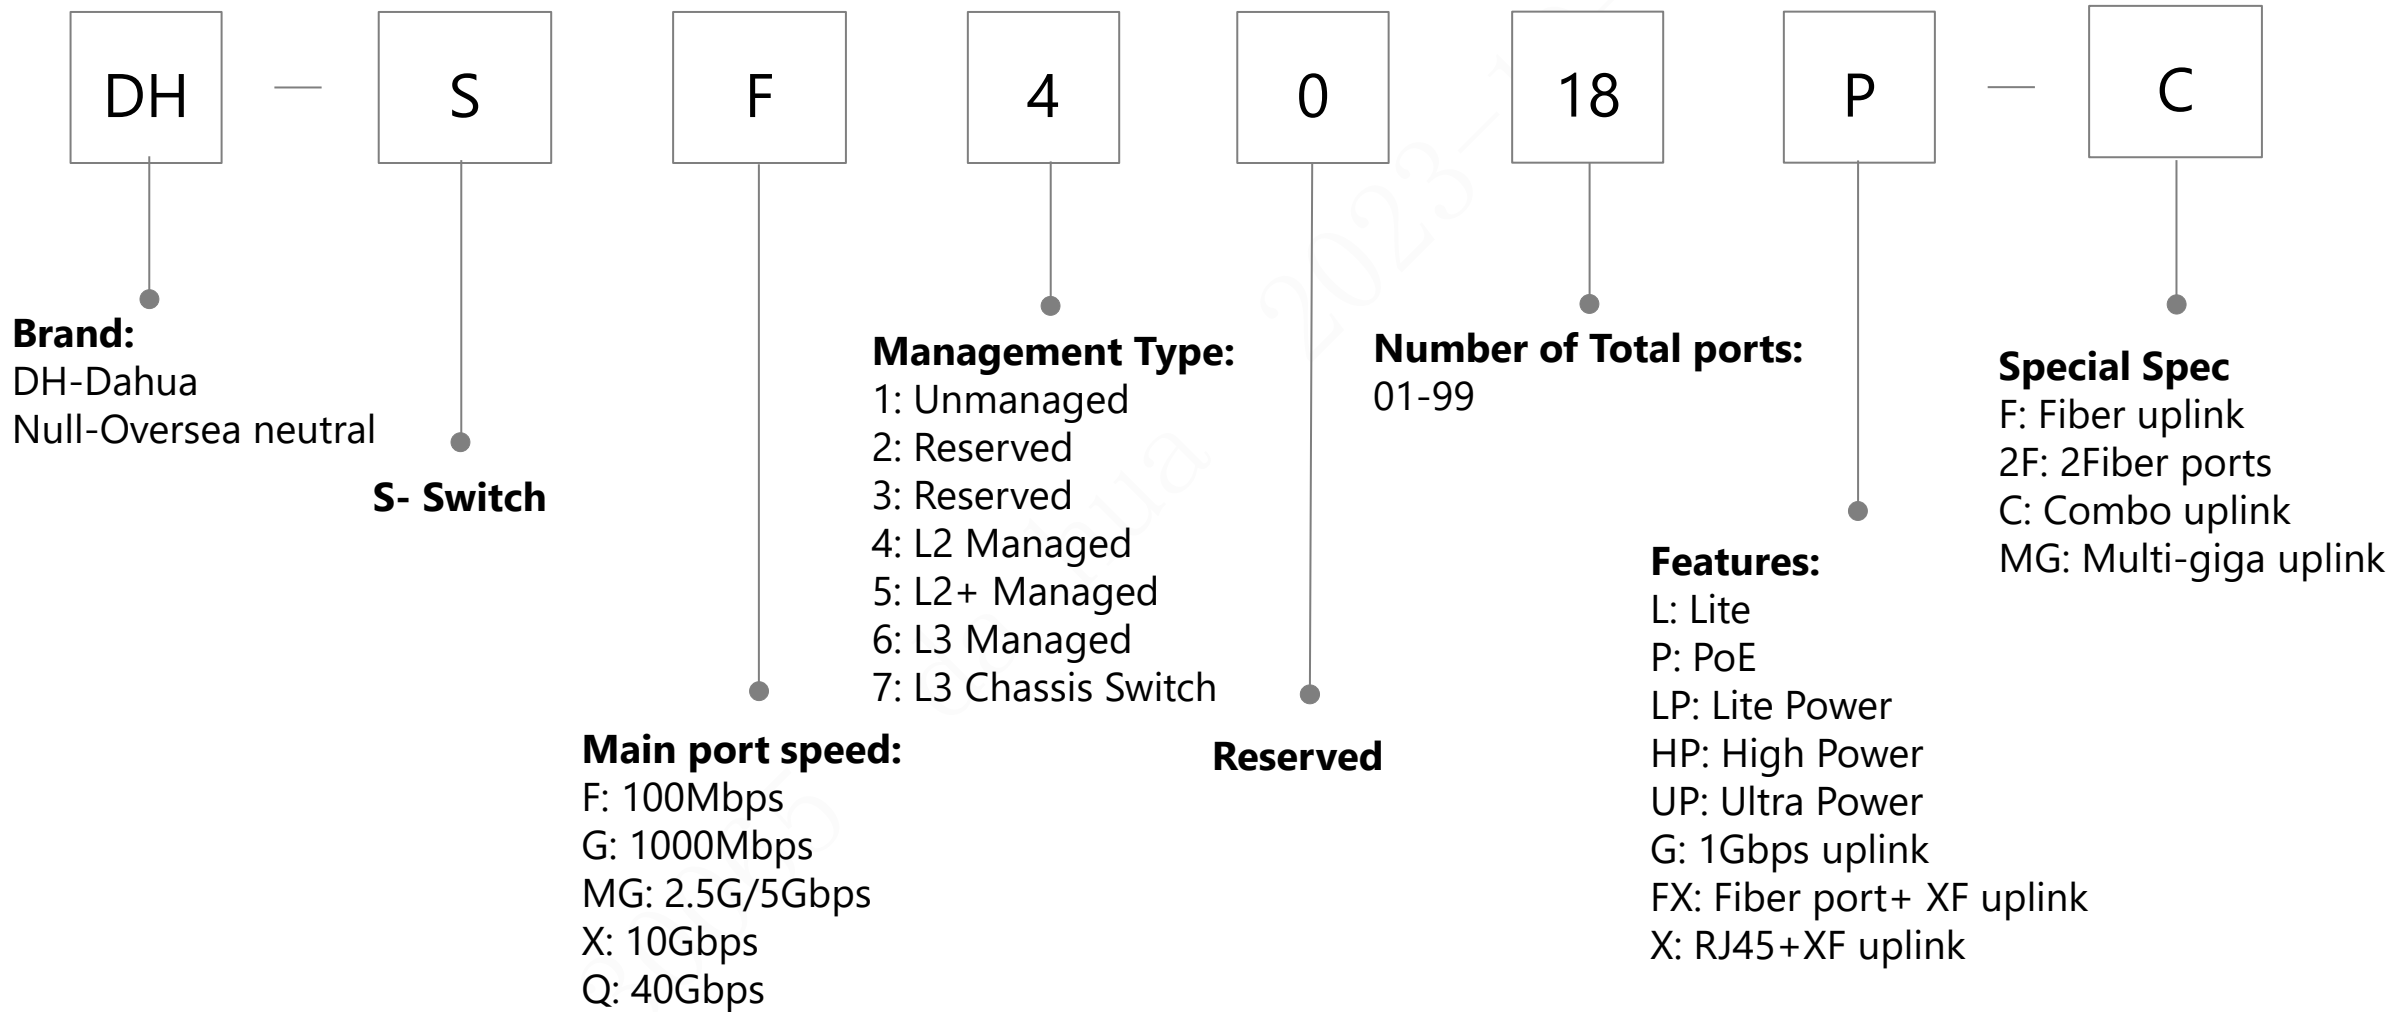 DH — S F 4 0 18 P — C
Brand:
DH-Dahua
Null-Oversea neutral
S- Switch
Main port speed:
F: 100Mbps
G: 1000Mbps
MG: 2.5G/5Gbps
X: 10Gbps
Q: 40Gbps
Management Type:
1: Unmanaged
2: Reserved
3: Reserved
4: L2 Managed
5: L2+ Managed
6: L3 Managed
7: L3 Chassis Switch
Reserved
Number of Total ports:
01-99
Features:
L: Lite
P: PoE
LP: Lite Power
HP: High Power
UP: Ultra Power
G: 1Gbps uplink
FX: Fiber port+ XF uplink
X: RJ45+XF uplink
Special Spec
F: Fiber uplink
2F: 2Fiber ports
C: Combo uplink
MG: Multi-giga uplink